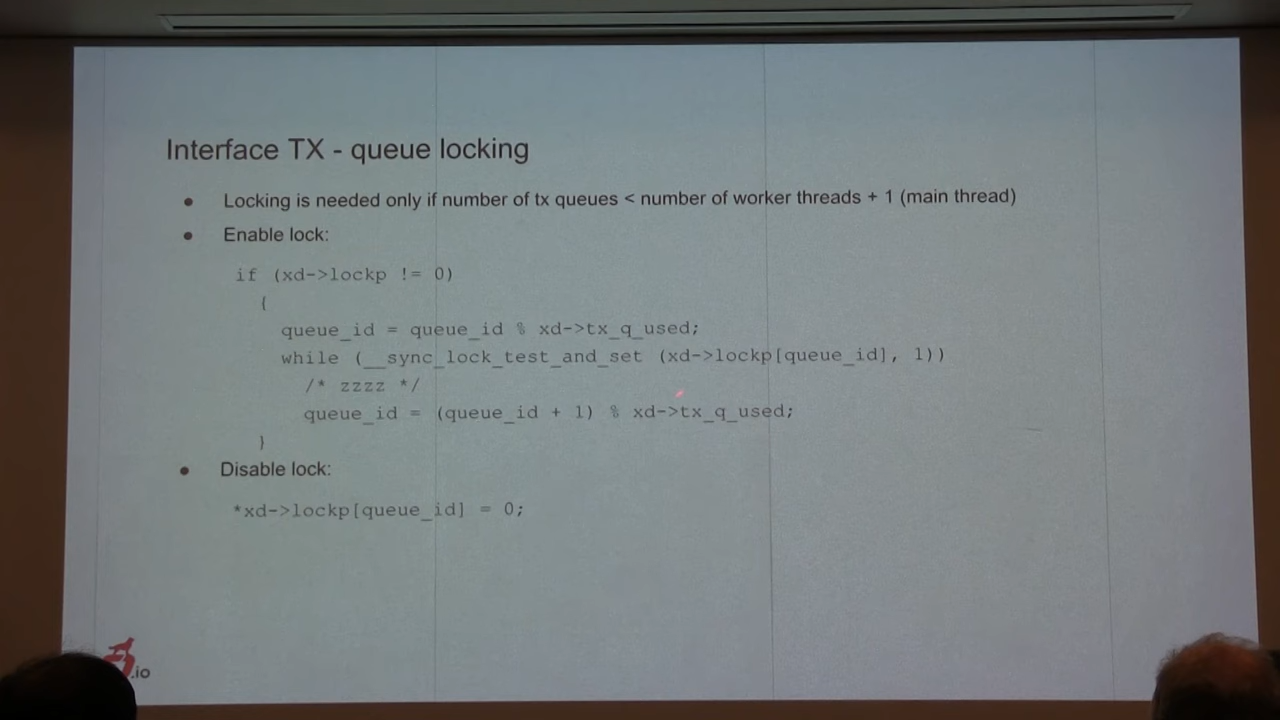 Interface TX - queue locking
● Locking is needed only if number of tx queues < number of worker threads + 1 (main thread)
● Enable lock:
if (xd->lockp != 0)
{
queue_id = queue_id % xd->tx_q_used;
while (__sync_lock_test_and_set (xd->lockp[queue_id], 1))
/* zzzz */
queue_id = (queue_id + 1) % xd->tx_q_used;
}
● Disable lock:
*xd->lockp[queue_id] = 0;
.io